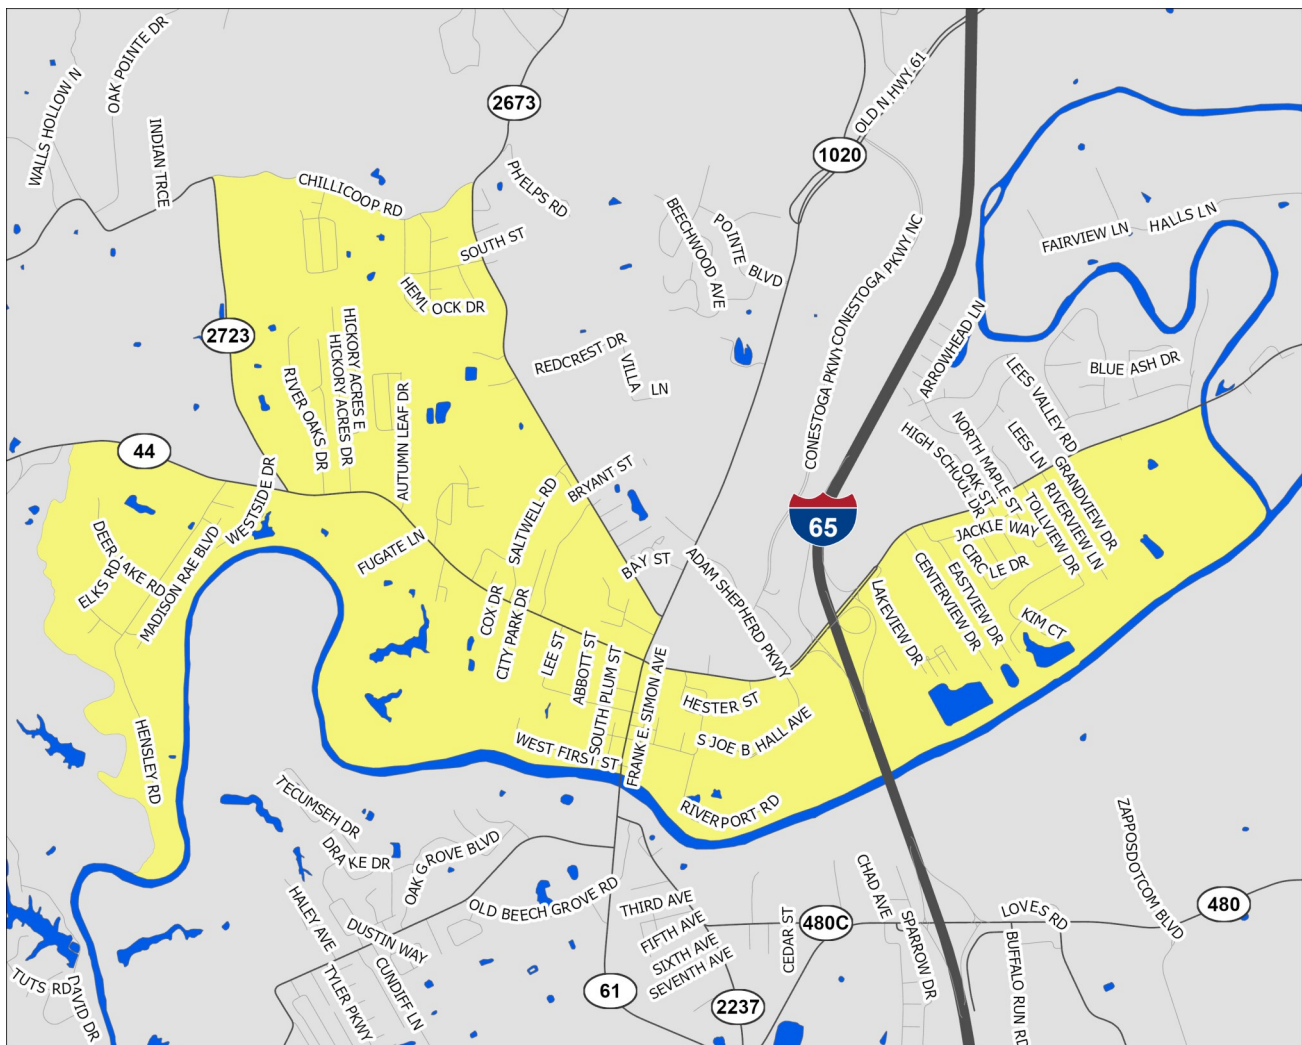 OAK POINTE DR
WALLS HOLLOW N
INDIAN TRCE
2673
OLD N HWY 61
1020
CHILLICOOP RD
PHELPS RD
BEECHWOOD AVE
POINTE BLVD
CONESTOGA PKWY NC
FAIRVIEW LN
HALLS LN
SOUTH ST
HEMLOCK DR
2723
HICKORY ACRES E
HICKORY ACRES DR
RIVER OAKS DR
AUTUMN LEAF DR
REDCREST DR
VILLA LN
CONESTOGA PKWY
ARROWHEAD LN
LEES VALLEY RD
BLUE ASH DR
44
WESTSIDE DR
SALTWELL RD
BRYANT ST
HIGH SCHOOL DR
NORTH MAPLE ST
OAK ST
LEES LN
GRANDVIEW DR
RIVERVIEW LN
TOLLVIEW DR
JACKIE WAY
CIRCLE DR
65
DEER LAKE RD
ELKS RD
MADISON RAE BLVD
FUGATE LN
BAY ST
ADAM SHEPHERD PKWY
COX DR
CITY PARK DR
LEE ST
ABBOTT ST
SOUTH PLUM ST
FRANK E. SIMON AVE
LAKEVIEW DR
CENTERVIEW DR
EASTVIEW DR
KIM CT
HESTER ST
S JOE B HALL AVE
WEST FIRST ST
HENSLEY RD
RIVERPORT RD
TECUMSEH DR
DRAKE DR
OAK GROVE BLVD
OLD BEECH GROVE RD
HALEY AVE
DUSTIN WAY
THIRD AVE
FIFTH AVE
SIXTH AVE
SEVENTH AVE
CEDAR ST
480C
CHAD AVE
SPARROW DR
LOVES RD
ZAPPOSDOTCOM BLVD
480
BUFFALO RUN RD
TUTS RD
DAVID DR
TYLER PKWY
CUNDIFF LN
61
2237